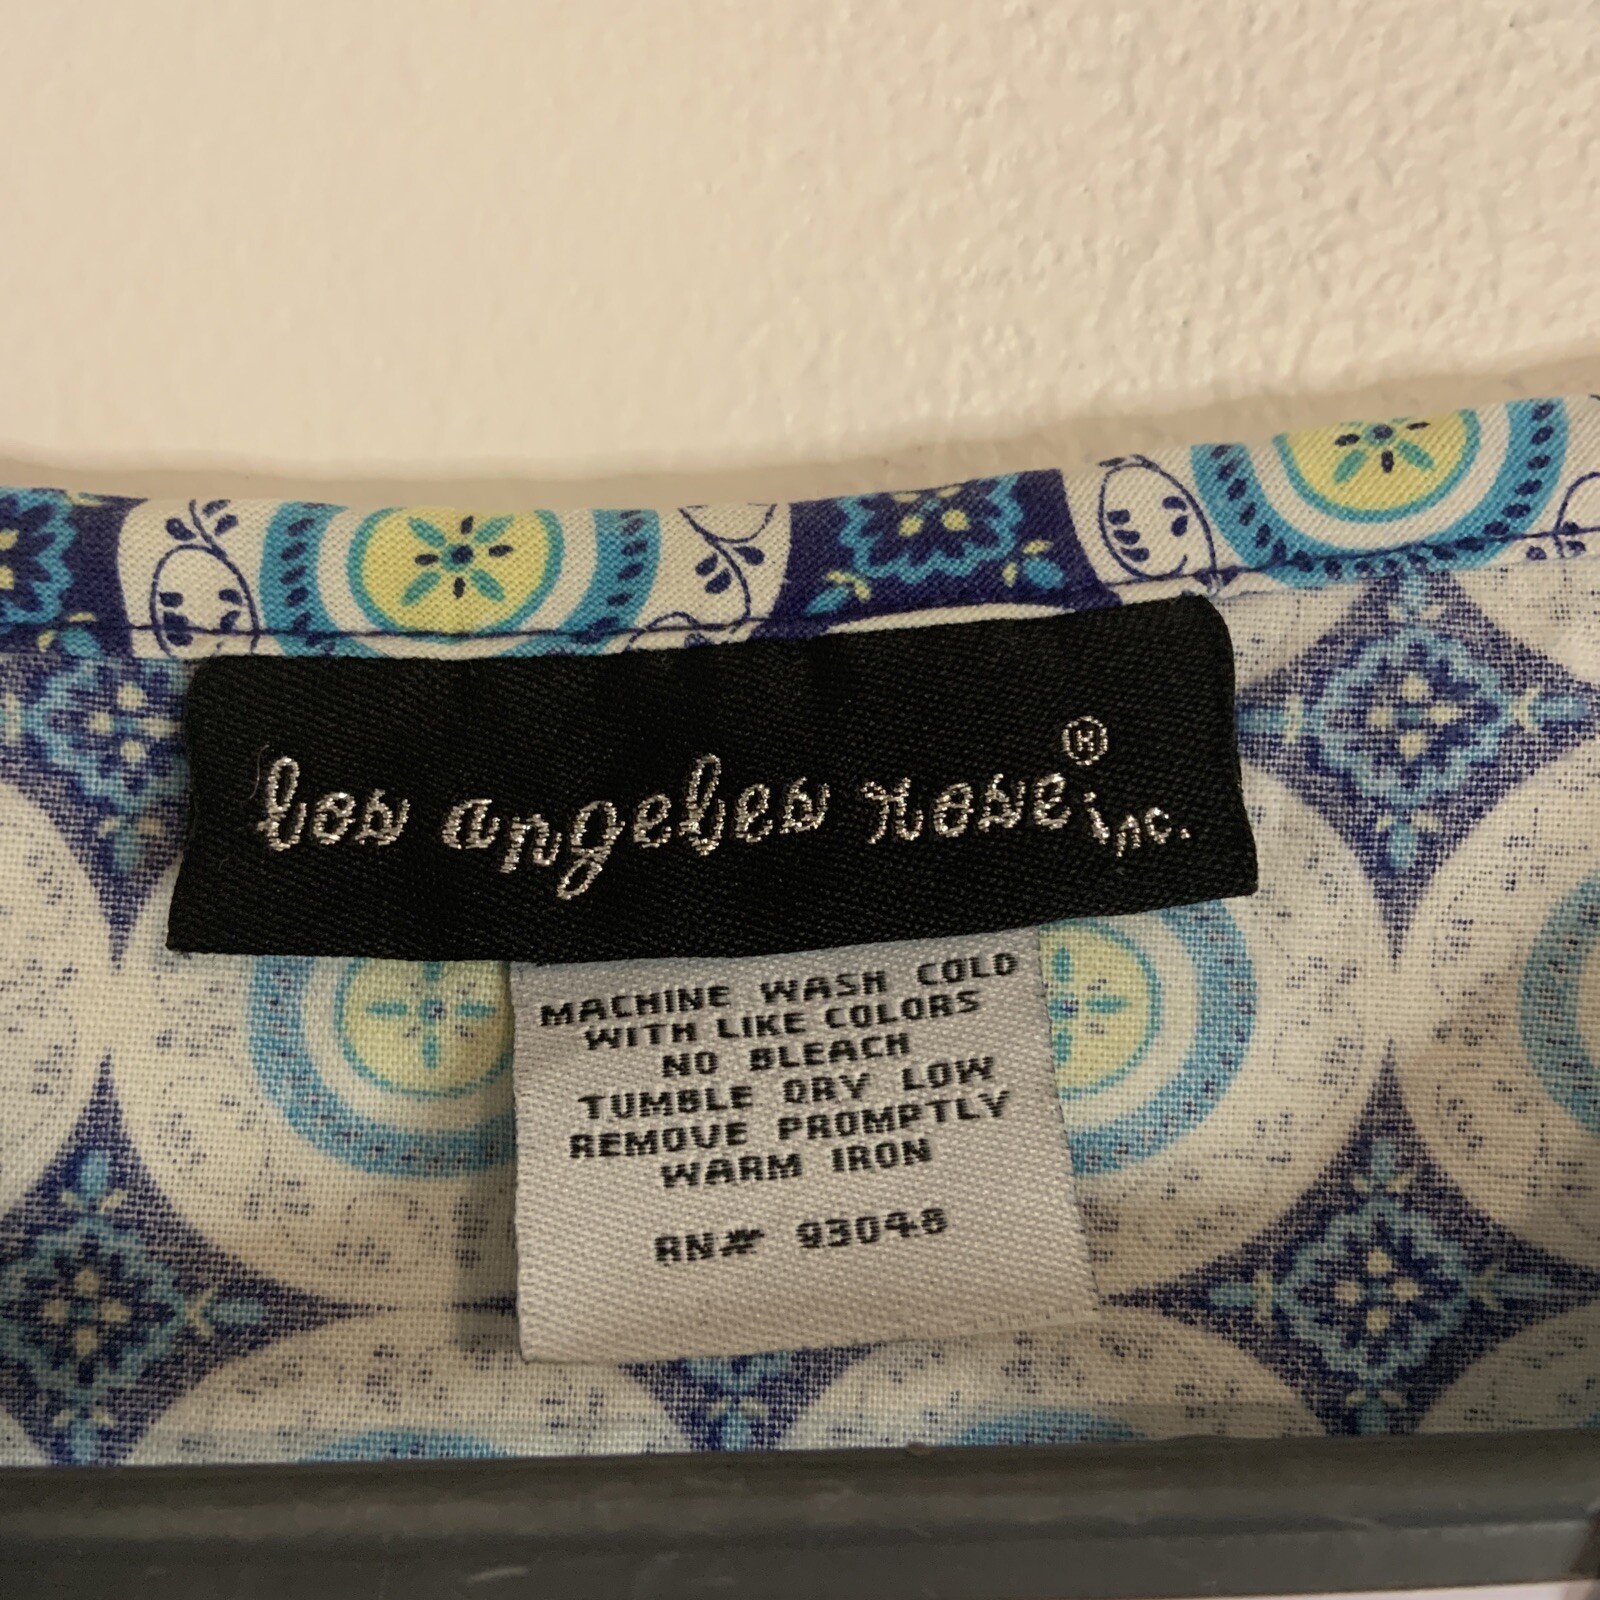 los angeles rose® inc.
MACHINE WASH COLD
WITH LIKE COLORS
NO BLEACH
TUMBLE DRY LOW
REMOVE PROMPTLY
WARM IRON
RN# 93048